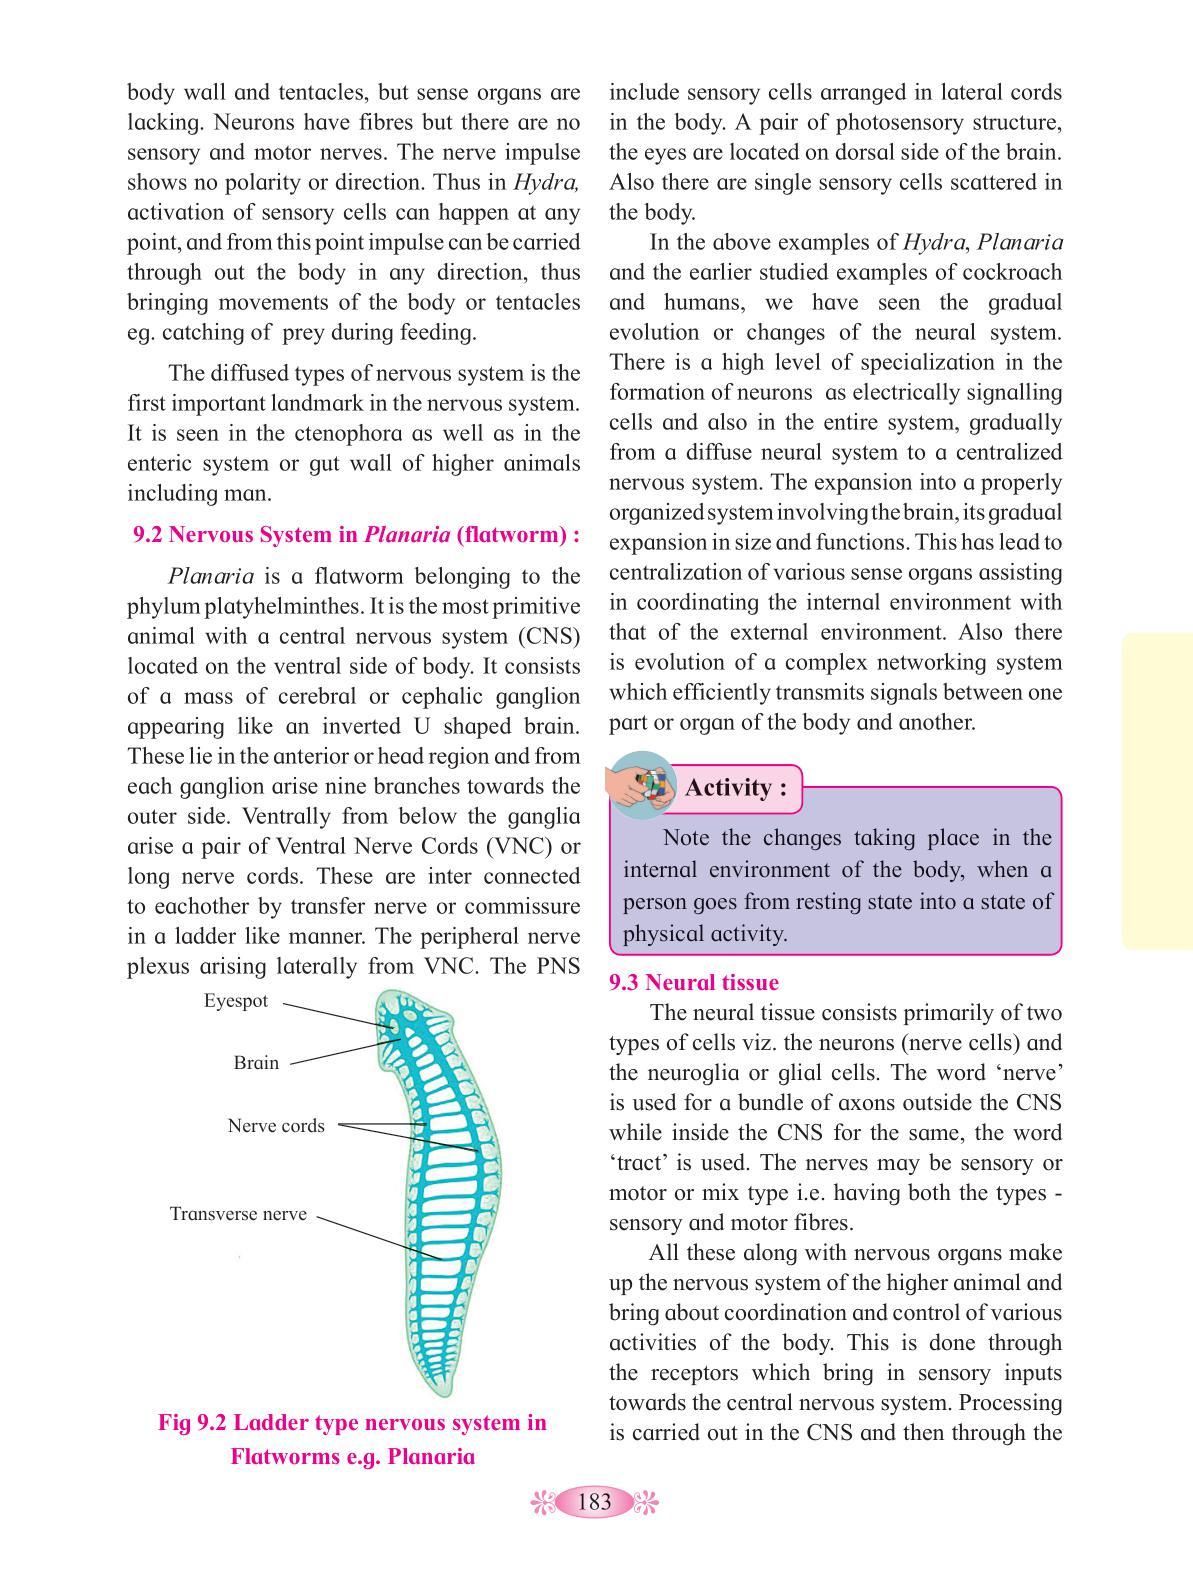 body wall and tentacles, but sense organs are
lacking. Neurons have fibres but there are no
sensory and motor nerves. The nerve impulse
shows no polarity or direction. Thus in Hydra,
activation of sensory cells can happen at any
point, and from this point impulse can be carried
through out the body in any direction, thus
bringing movements of the body or tentacles
eg. catching of prey during feeding.
The diffused types of nervous system is the
first important landmark in the nervous system.
It is seen in the ctenophora as well as in the
enteric system or gut wall of higher animals
including man.
9.2 Nervous System in Planaria (flatworm) :
Planaria is a flatworm belonging to the
phylum platyhelminthes. It is the most primitive
animal with a central nervous system (CNS)
located on the ventral side of body. It consists
of a mass of cerebral or cephalic ganglion
appearing like an inverted U shaped brain.
These lie in the anterior or head region and from
each ganglion arise nine branches towards the
outer side. Ventrally from below the ganglia
arise a pair of Ventral Nerve Cords (VNC) or
long nerve cords. These are inter connected
to eachother by transfer nerve or commissure
in a ladder like manner. The peripheral nerve
plexus arising laterally from VNC. The PNS
Eyespot
Brain
Nerve cords
Transverse nerve
Fig 9.2 Ladder type nervous system in
Flatworms e.g. Planaria
include sensory cells arranged in lateral cords
in the body. A pair of photosensory structure,
the eyes are located on dorsal side of the brain.
Also there are single sensory cells scattered in
the body.
In the above examples of Hydra, Planaria
and the earlier studied examples of cockroach
and humans, we have seen the gradual
evolution or changes of the neural system.
There is a high level of specialization in the
formation of neurons as electrically signalling
cells and also in the entire system, gradually
from a diffuse neural system to a centralized
nervous system. The expansion into a properly
organized system involving the brain, its gradual
expansion in size and functions. This has lead to
centralization of various sense organs assisting
in coordinating the internal environment with
that of the external environment. Also there
is evolution of a complex networking system
which efficiently transmits signals between one
part or organ of the body and another.
Activity :
Note the changes taking place in the
internal environment of the body, when a
person goes from resting state into a state of
physical activity.
9.3 Neural tissue
The neural tissue consists primarily of two
types of cells viz. the neurons (nerve cells) and
the neuroglia or glial cells. The word ‘nerve’
is used for a bundle of axons outside the CNS
while inside the CNS for the same, the word
‘tract’ is used. The nerves may be sensory or
motor or mix type i.e. having both the types -
sensory and motor fibres.
All these along with nervous organs make
up the nervous system of the higher animal and
bring about coordination and control of various
activities of the body. This is done through
the receptors which bring in sensory inputs
towards the central nervous system. Processing
is carried out in the CNS and then through the
183